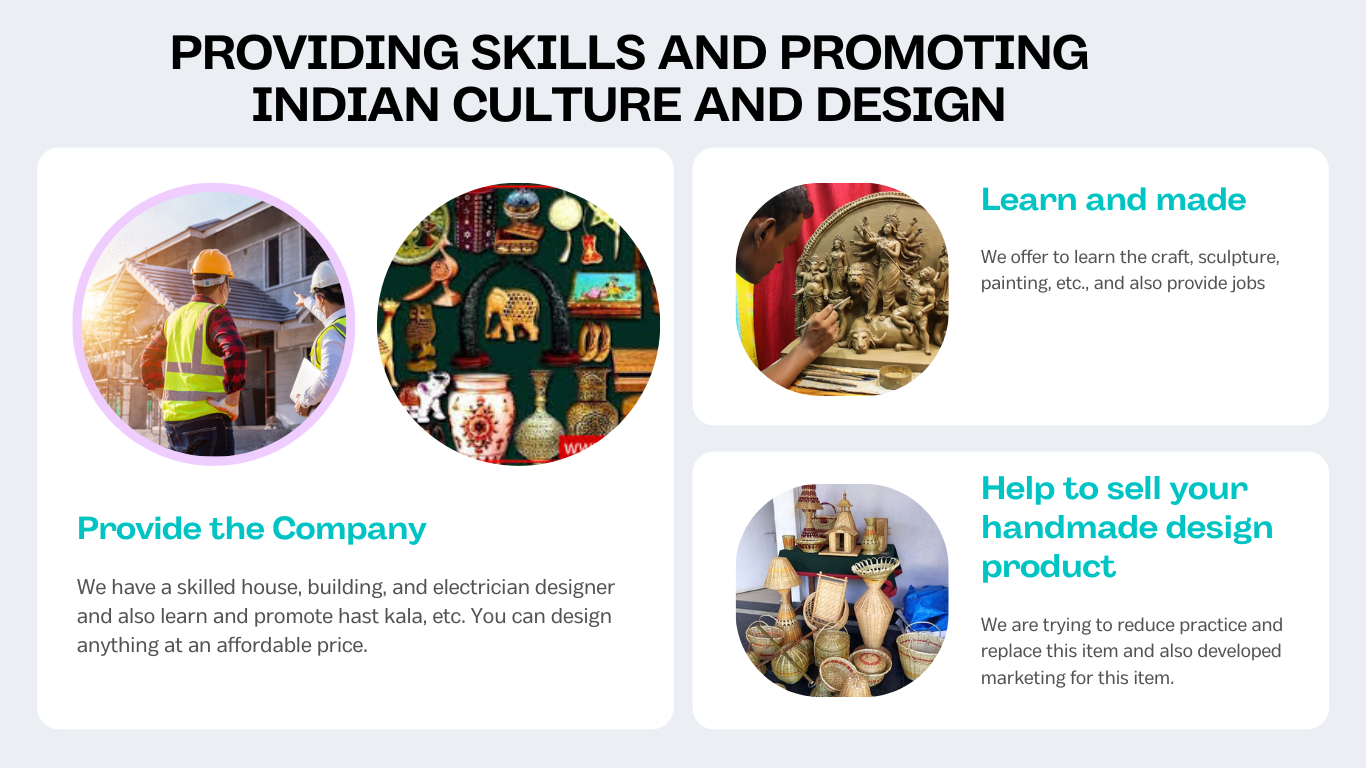 PROVIDING SKILLS AND PROMOTING
INDIAN CULTURE AND DESIGN
Provide the Company
We have a skilled house, building, and electrician designer
and also learn and promote hast kala, etc. You can design
anything at an affordable price.
Learn and made
We offer to learn the craft, sculpture,
painting, etc., and also provide jobs
Help to sell your
handmade design
product
We are trying to reduce practice and
replace this item and also developed
marketing for this item.